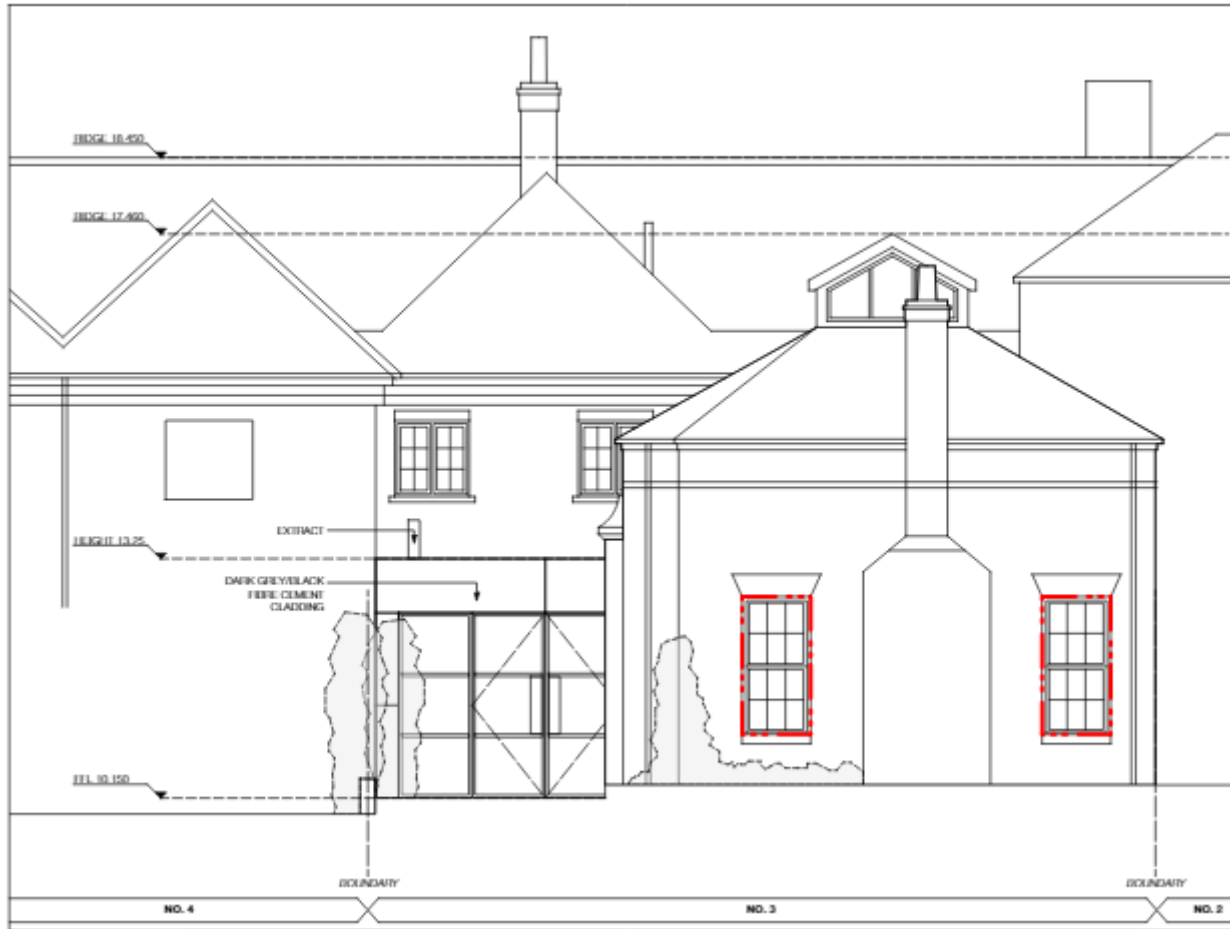 RIDGE 18.450
RIDGE 17.460
EXTRACT
HEIGHT 13.25
DARK GREY/BLACK
FIBRE CEMENT
CLADDING
FFL 10.150
BOUNDARY
BOUNDARY
NO. 4
NO. 3
NO. 2